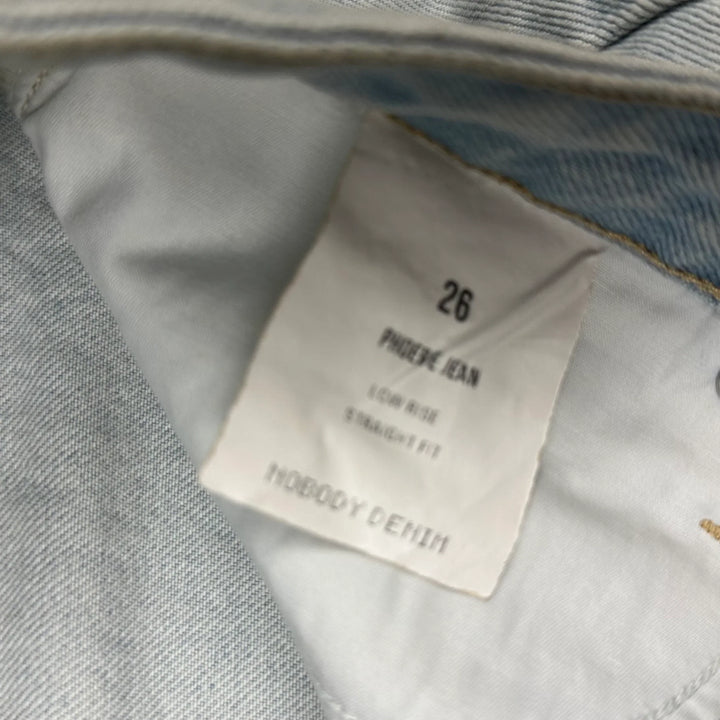 26
PHOEBE JEAN
LOW RISE
STRAIGHT FIT
NOBODY DENIM